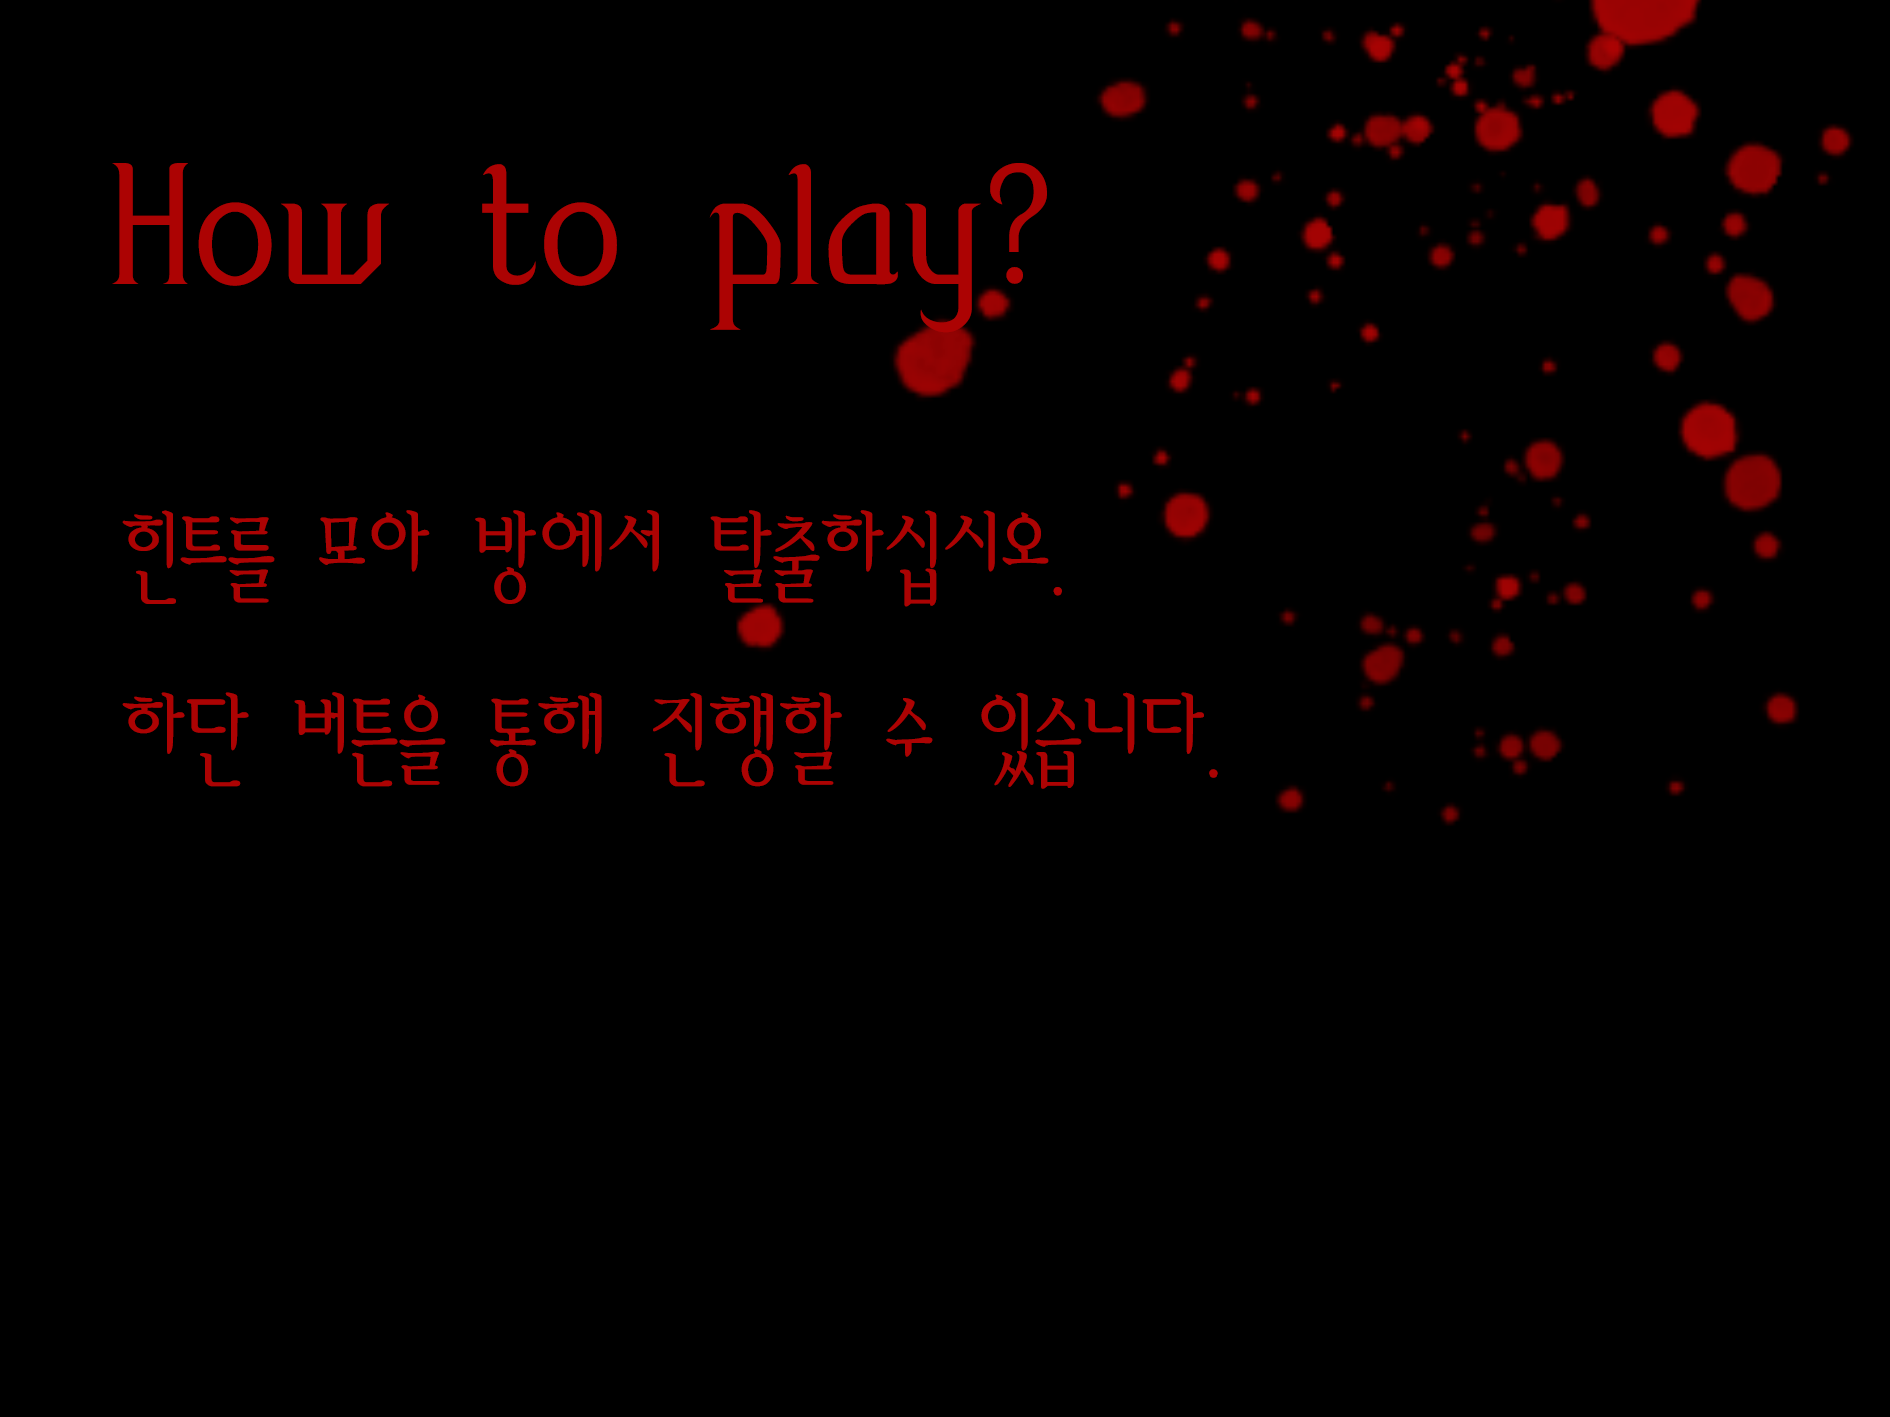 How to play?
힌트를 모아 방에서 탈출하십시오.
하단 버튼을 통해 진행할 수 있습니다.